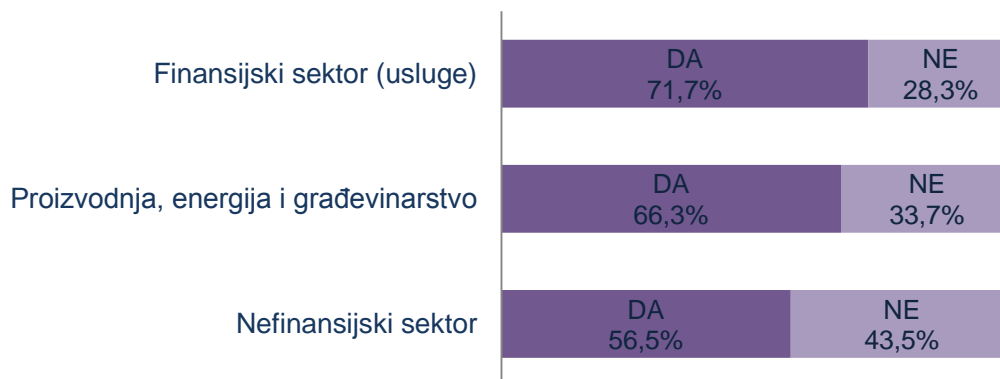 Finansijski sektor (usluge)
DA
71,7%
NE
28,3%
Proizvodnja, energija i građevinarstvo
DA
66,3%
NE
33,7%
Nefinansijski sektor
DA
56,5%
NE
43,5%